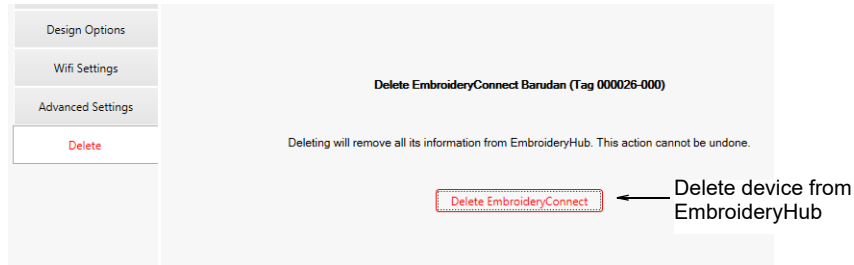 Design Options
Wifi Settings
Advanced Settings
Delete
Delete EmbroideryConnect Barudan (Tag 000026-000)
Deleting will remove all its information from EmbroideryHub. This action cannot be undone.
Delete EmbroideryConnect
Delete device from
EmbroideryHub